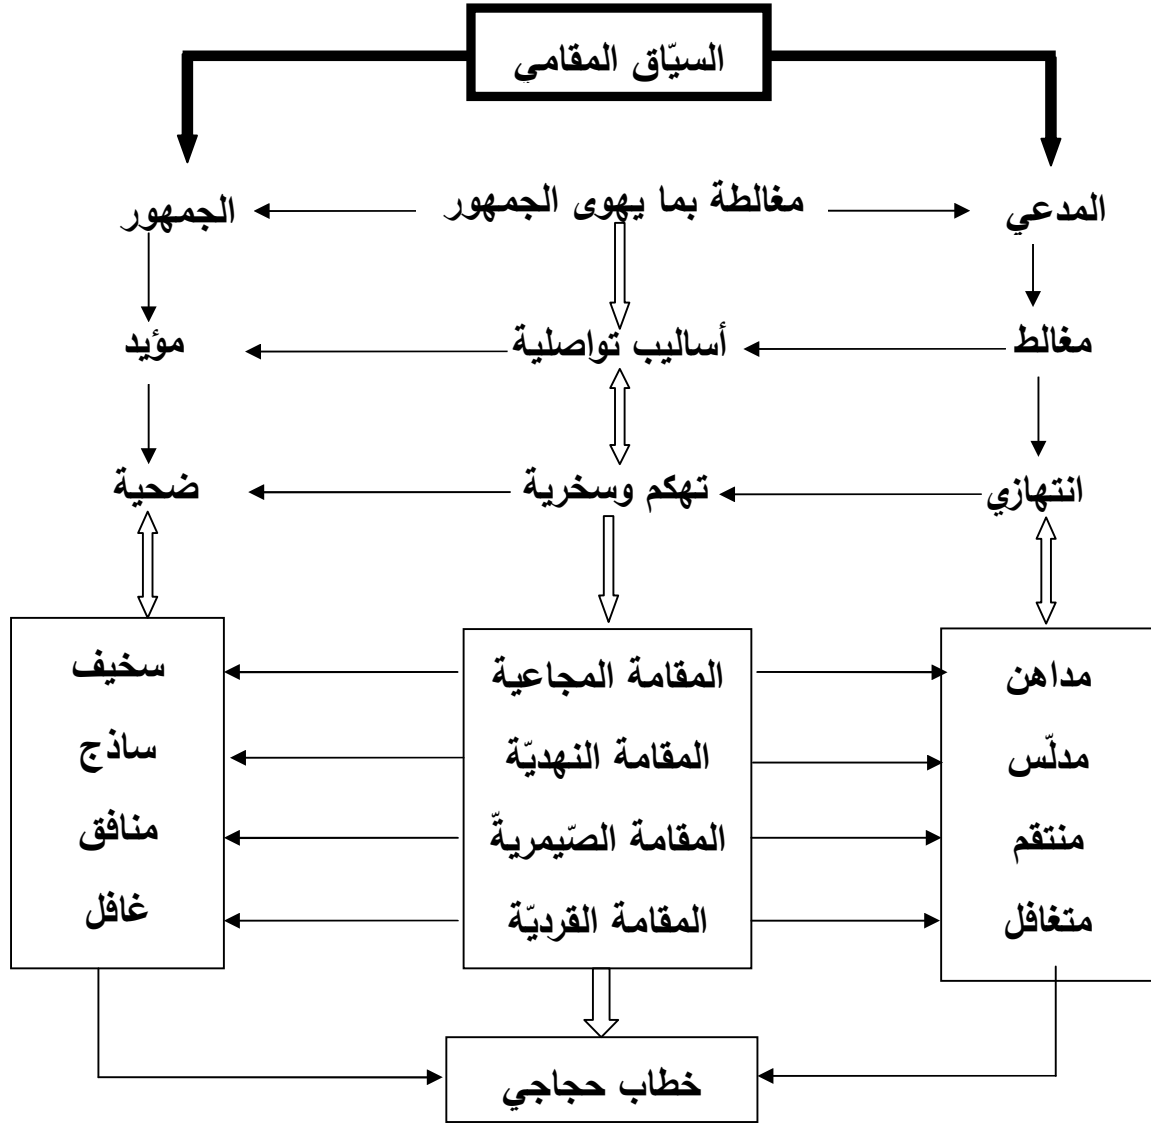 السيّاق المقامي
المدعي
مغالطة بما يهوى الجمهور
الجمهور
مغالط
أساليب تواصلية
مؤيد
انتهازي
تهكم وسخرية
ضحية
مداهن
المقامة المجاعية
سخيف
مدلّس
المقامة النهديّة
ساذج
منتقم
المقامة الصّيمريةّ
منافق
متغافل
المقامة القرديّة
غافل
خطاب حجاجي